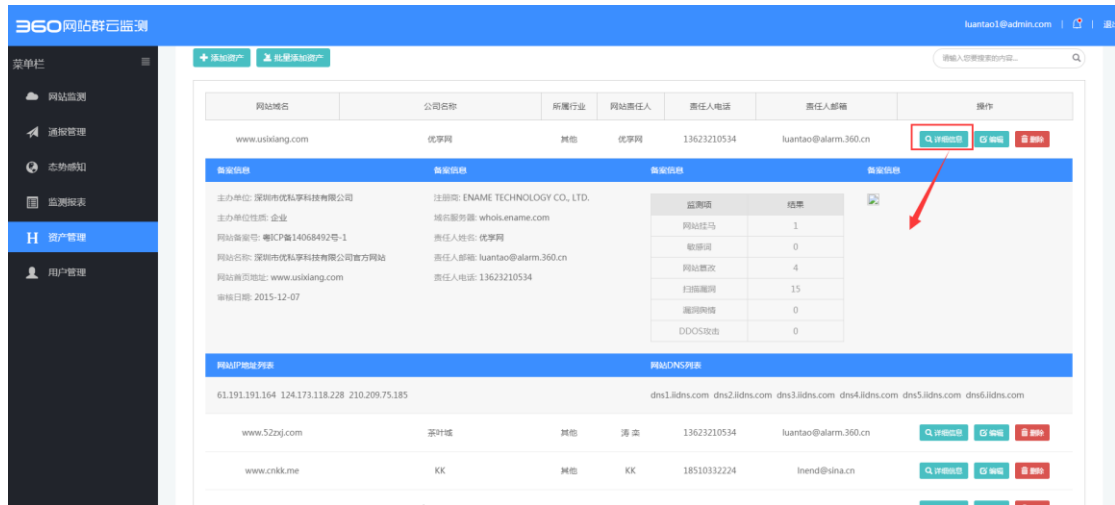 360网站群云监测
luantao1@admin.com | | 退
菜单栏
网站监测
通报管理
态势感知
监测报表
H 资产管理
用户管理
添加资产 批量添加资产
请输入您要搜索的内容...
网站域名 公司名称 所属行业 网站责任人 责任人电话 责任人邮箱 操作
www.usixiang.com 优享网 其他 优享网 13623210534 luantao@alarm.360.cn 详细信息 编辑 删除
备案信息 备案信息 备案信息 备案信息
主办单位: 深圳市优私享科技有限公司
主办单位性质: 企业
网站备案号: 粤ICP备14068492号-1
网站名称: 深圳市优私享科技有限公司官方网站
网站首页地址: www.usixiang.com
审核日期: 2015-12-07
注册商: ENAME TECHNOLOGY CO., LTD.
域名服务器: whois.ename.com
责任人姓名: 优享网
责任人邮箱: luantao@alarm.360.cn
责任人电话: 13623210534
监测项 结果
网站挂马 1
敏感词 0
网站篡改 4
扫描漏洞 15
漏洞舆情 0
DDOS攻击 0
网站IP地址列表 网站DNS列表
61.191.191.164 124.173.118.228 210.209.75.185 dns1.iidns.com dns2.iidns.com dns3.iidns.com dns4.iidns.com dns5.iidns.com dns6.iidns.com
www.52zxj.com 茶叶城 其他 涛 栾 13623210534 luantao@alarm.360.cn 详细信息 编辑 删除
www.cnkk.me KK 其他 KK 18510332224 lnend@sina.cn 详细信息 编辑 删除